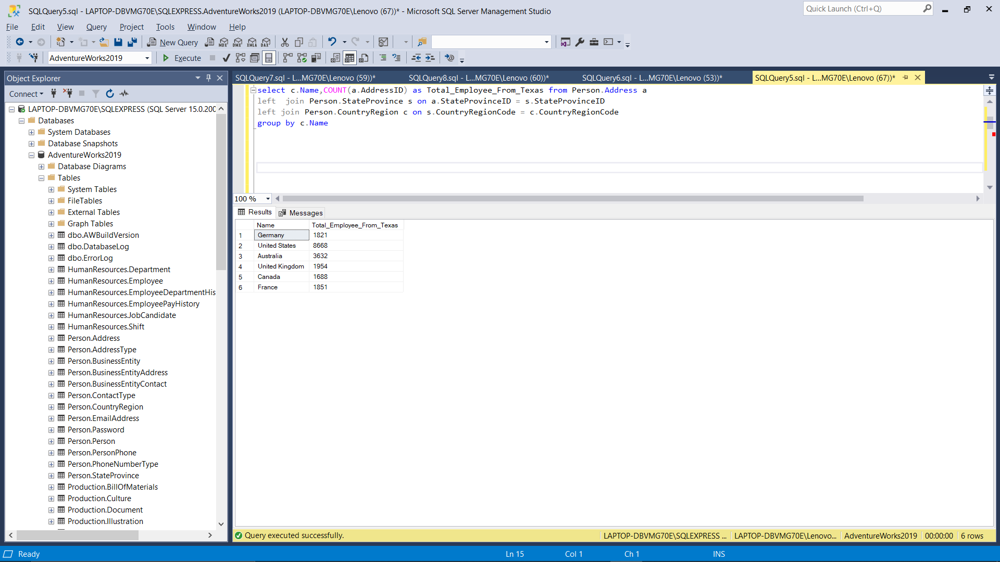 SQLQuery5.sql - LAPTOP-DBVMG70E\SQLEXPRESS.AdventureWorks2019 (LAPTOP-DBVMG70E\Lenovo (67))* - Microsoft SQL Server Management Studio
Quick Launch (Ctrl+Q)
File Edit View Query Project Tools Window Help
New Query MDX DMX XMLA DAX
AdventureWorks2019 Execute
Object Explorer
Connect
LAPTOP-DBVMG70E\SQLEXPRESS (SQL Server 15.0.200
Databases
System Databases
Database Snapshots
AdventureWorks2019
Database Diagrams
Tables
System Tables
FileTables
External Tables
Graph Tables
dbo.AWBuildVersion
dbo.DatabaseLog
dbo.ErrorLog
HumanResources.Department
HumanResources.Employee
HumanResources.EmployeeDepartmentHis
HumanResources.EmployeePayHistory
HumanResources.JobCandidate
HumanResources.Shift
Person.Address
Person.AddressType
Person.BusinessEntity
Person.BusinessEntityAddress
Person.BusinessEntityContact
Person.ContactType
Person.CountryRegion
Person.EmailAddress
Person.Password
Person.Person
Person.PersonPhone
Person.PhoneNumberType
Person.StateProvince
Production.BillOfMaterials
Production.Culture
Production.Document
Production.Illustration
SQLQuery7.sql - L...MG70E\Lenovo (59))* SQLQuery8.sql - L...MG70E\Lenovo (60))* SQLQuery6.sql - L...MG70E\Lenovo (53))* SQLQuery5.sql - L...MG70E\Lenovo (67))*
select c.Name,COUNT(a.AddressID) as Total_Employee_From_Texas from Person.Address a
left  join Person.StateProvince s on a.StateProvinceID = s.StateProvinceID
left join Person.CountryRegion c on s.CountryRegionCode = c.CountryRegionCode
group by c.Name
100 %
Results Messages
Name Total_Employee_From_Texas
1 Germany 1821
2 United States 8668
3 Australia 3632
4 United Kingdom 1954
5 Canada 1688
6 France 1851
Query executed successfully. LAPTOP-DBVMG70E\SQLEXPRESS ... LAPTOP-DBVMG70E\Lenovo... AdventureWorks2019 00:00:00 6 rows
Ready Ln 15 Col 1 Ch 1 INS